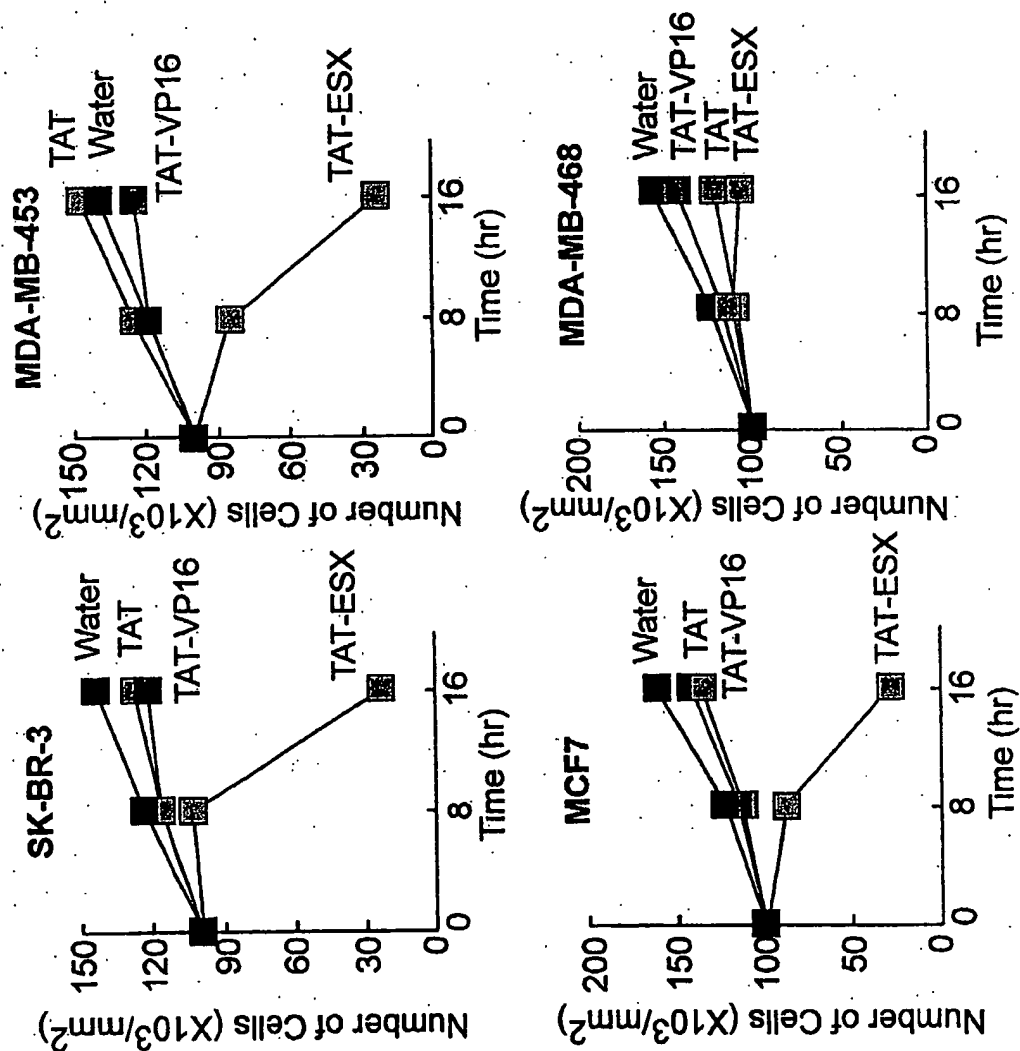 SK-BR-3
Number of Cells (X10³/mm²)
150
120
90
60
30
0
8
16
Time (hr)
Water
TAT
TAT-VP16
TAT-ESX
MDA-MB-453
Number of Cells (X10³/mm²)
150
120
90
60
30
0
0
8
16
Time (hr)
TAT
Water
TAT-VP16
TAT-ESX
MCF7
Number of Cells (X10³/mm²)
200
150
100
50
0
0
8
16
Time (hr)
Water
TAT
TAT-VP16
TAT-ESX
MDA-MB-468
Number of Cells (X10³/mm²)
200
150
100
50
0
0
8
16
Time (hr)
Water
TAT-VP16
TAT
TAT-ESX